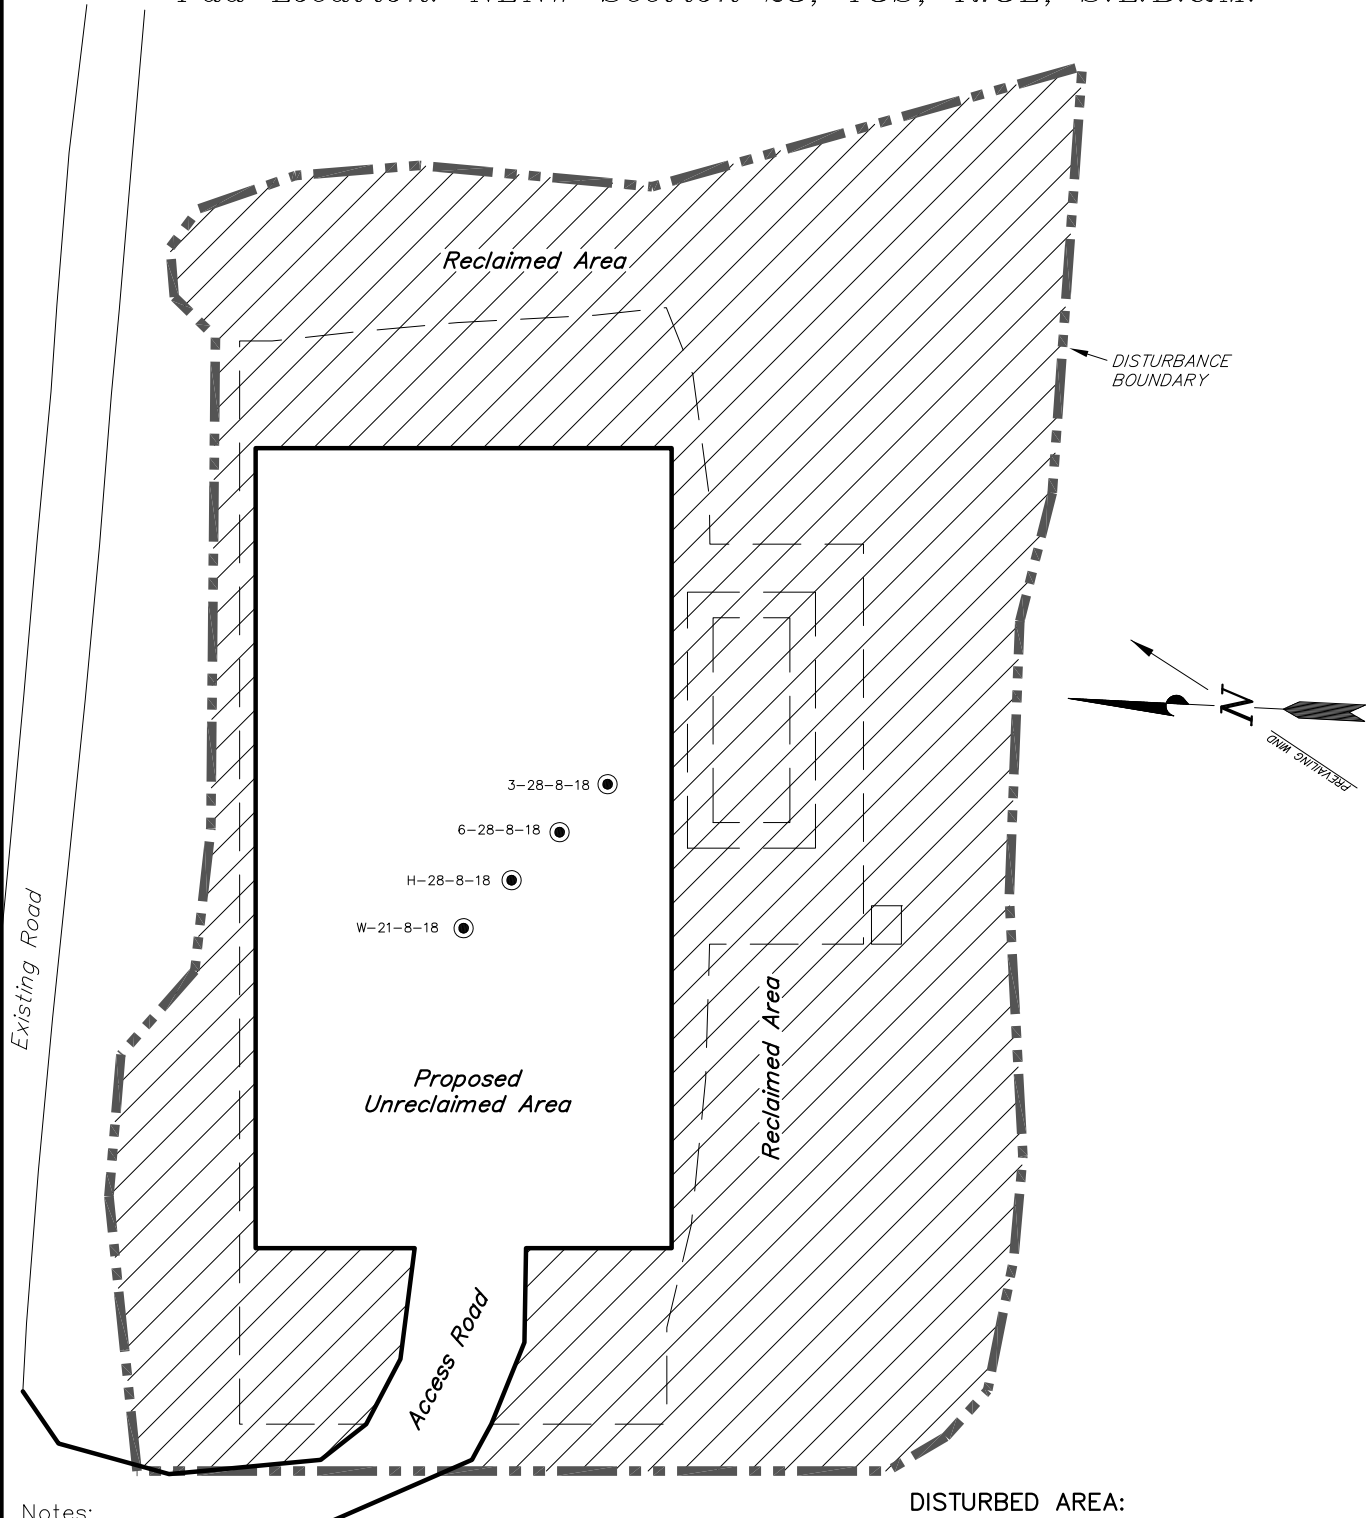 Reclaimed Area
DISTURBANCE
BOUNDARY
N
PREVAILING WIND
3-28-8-18
6-28-8-18
H-28-8-18
W-21-8-18
Existing Road
Reclaimed Area
Proposed
Unreclaimed Area
Access Road
DISTURBED AREA:
Notes: